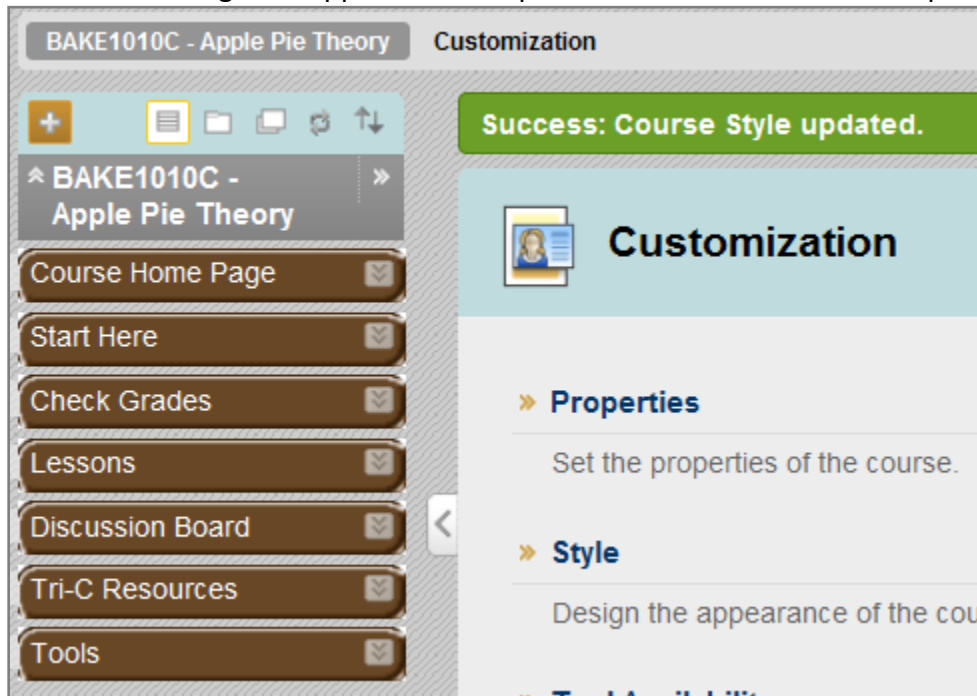 BAKE1010C - Apple Pie Theory Customization
Success: Course Style updated.
BAKE1010C -
Apple Pie Theory
Customization
Course Home Page
Start Here
Check Grades
Lessons
Discussion Board
Tri-C Resources
Tools
Properties
Set the properties of the course.
Style
Design the appearance of the cou